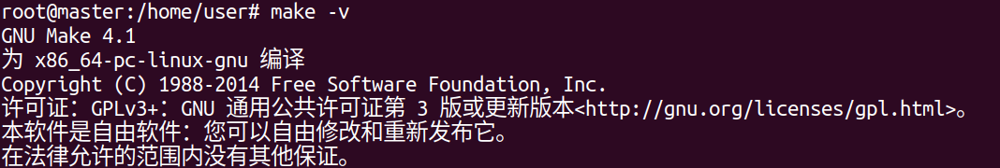 root@master:/home/user# make -v
GNU Make 4.1
为 x86_64-pc-linux-gnu 编译
Copyright (C) 1988-2014 Free Software Foundation, Inc.
许可证：GPLv3+：GNU 通用公共许可证第 3 版或更新版本<http://gnu.org/licenses/gpl.html>。
本软件是自由软件：您可以自由修改和重新发布它。
在法律允许的范围内没有其他保证。